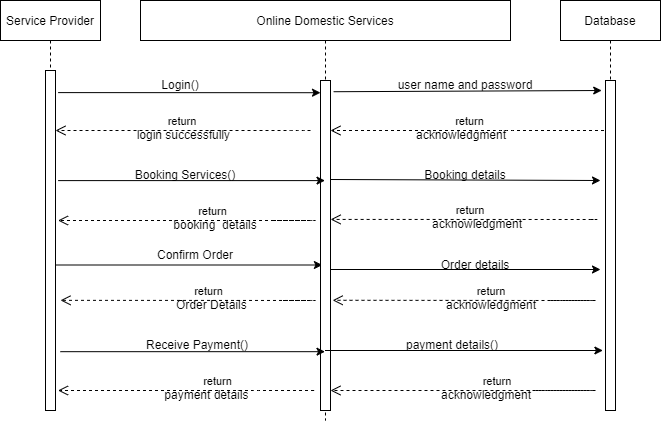 Service Provider
Online Domestic Services
Database
Login()
user name and password
return
login successfully
return
acknowledgment
Booking Services()
Booking details
return
booking details
return
acknowledgment
Confirm Order
Order details
return
Order Details
return
acknowledgment
Receive Payment()
payment details()
return
payment details
return
acknowledgment